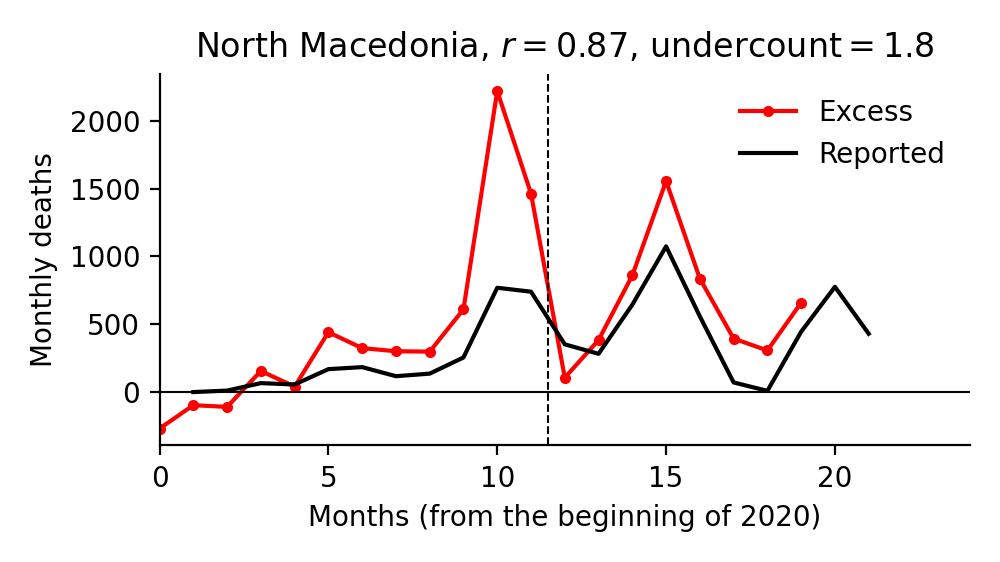 North Macedonia, r = 0.87, undercount = 1.8
Excess
Reported
Monthly deaths
2000
1500
1000
500
0
0 5 10 15 20
Months (from the beginning of 2020)